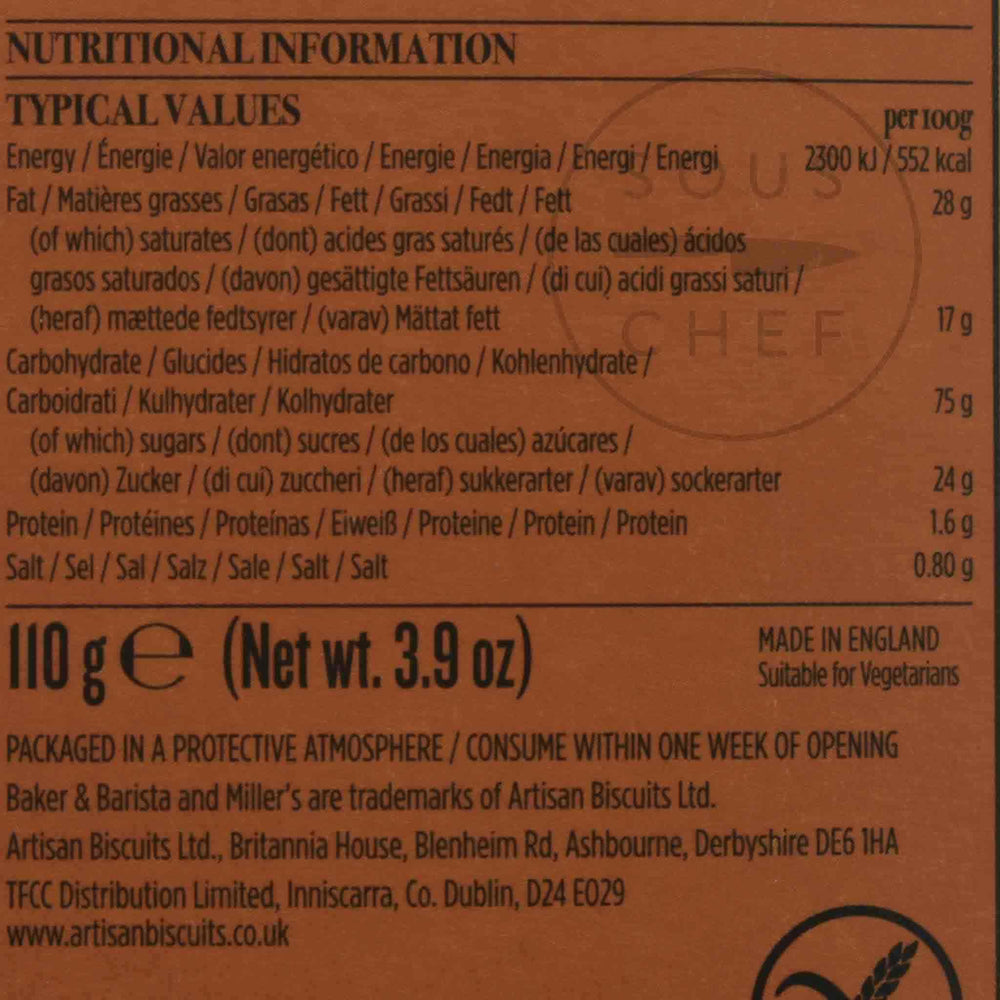 NUTRITIONAL INFORMATION
TYPICAL VALUES per 100g
Energy / Énergie / Valor energético / Energie / Energia / Energi / Energi 2300 kJ / 552 kcal
Fat / Matières grasses / Grasas / Fett / Grassi / Fedt / Fett 28 g
(of which) saturates / (dont) acides gras saturés / (de las cuales) ácidos
grasos saturados / (davon) gesättigte Fettsäuren / (di cui) acidi grassi saturi /
(heraf) mættede fedtsyrer / (varav) Mättat fett 17 g
Carbohydrate / Glucides / Hidratos de carbono / Kohlenhydrate /
Carboidrati / Kulhydrater / Kolhydrater 75 g
(of which) sugars / (dont) sucres / (de los cuales) azúcares /
(davon) Zucker / (di cui) zuccheri / (heraf) sukkerarter / (varav) sockerarter 24 g
Protein / Protéines / Proteínas / Eiweiß / Proteine / Protein / Protein 1.6 g
Salt / Sel / Sal / Salz / Sale / Salt / Salt 0.80 g
SOUS
CHEF
110 g ℮ (Net wt. 3.9 oz)
MADE IN ENGLAND
Suitable for Vegetarians
PACKAGED IN A PROTECTIVE ATMOSPHERE / CONSUME WITHIN ONE WEEK OF OPENING
Baker & Barista and Miller's are trademarks of Artisan Biscuits Ltd.
Artisan Biscuits Ltd., Britannia House, Blenheim Rd, Ashbourne, Derbyshire DE6 1HA
TFCC Distribution Limited, Inniscarra, Co. Dublin, D24 E029
www.artisanbiscuits.co.uk